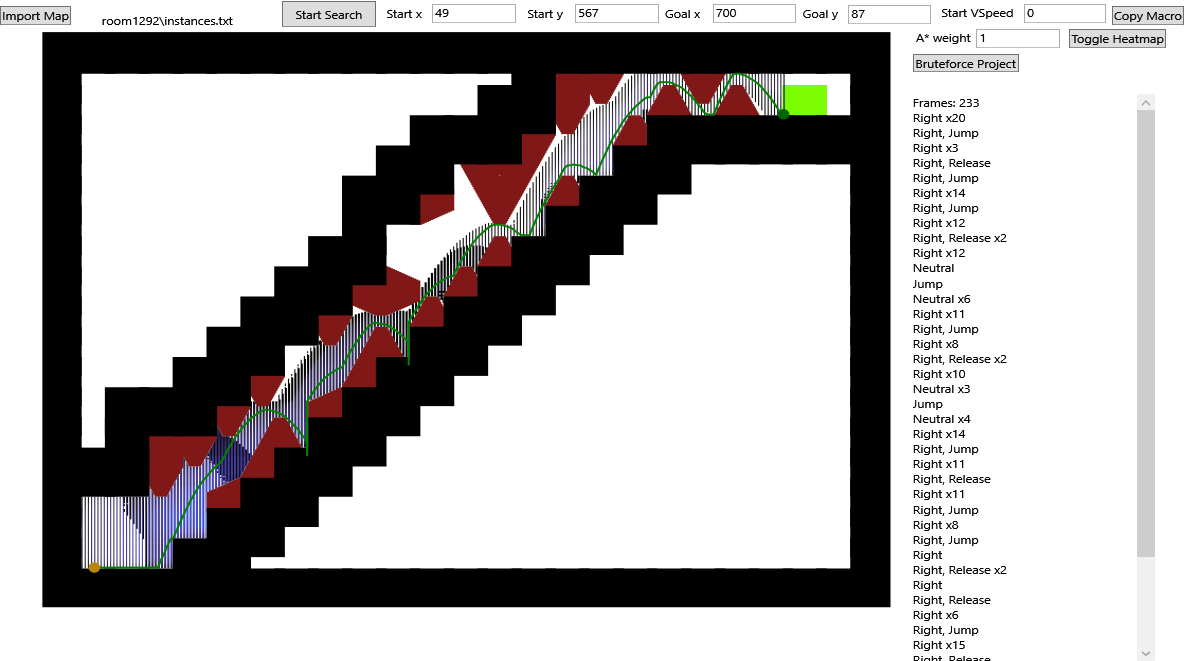 Import Map room1292\instances.txt Start Search Start x 49 Start y 567 Goal x 700 Goal y 87 Start VSpeed 0 Copy Macro
A* weight 1 Toggle Heatmap
Bruteforce Project
Frames: 233
Right x20
Right, Jump
Right x3
Right, Release
Right, Jump
Right x14
Right, Jump
Right x12
Right, Release x2
Right x12
Neutral
Jump
Neutral x6
Right x11
Right, Jump
Right x8
Right, Release x2
Right x10
Neutral x3
Jump
Neutral x4
Right x14
Right, Jump
Right x11
Right, Release
Right x11
Right, Jump
Right x8
Right, Jump
Right
Right, Release x2
Right
Right, Release
Right x6
Right, Jump
Right x15
Right, Release